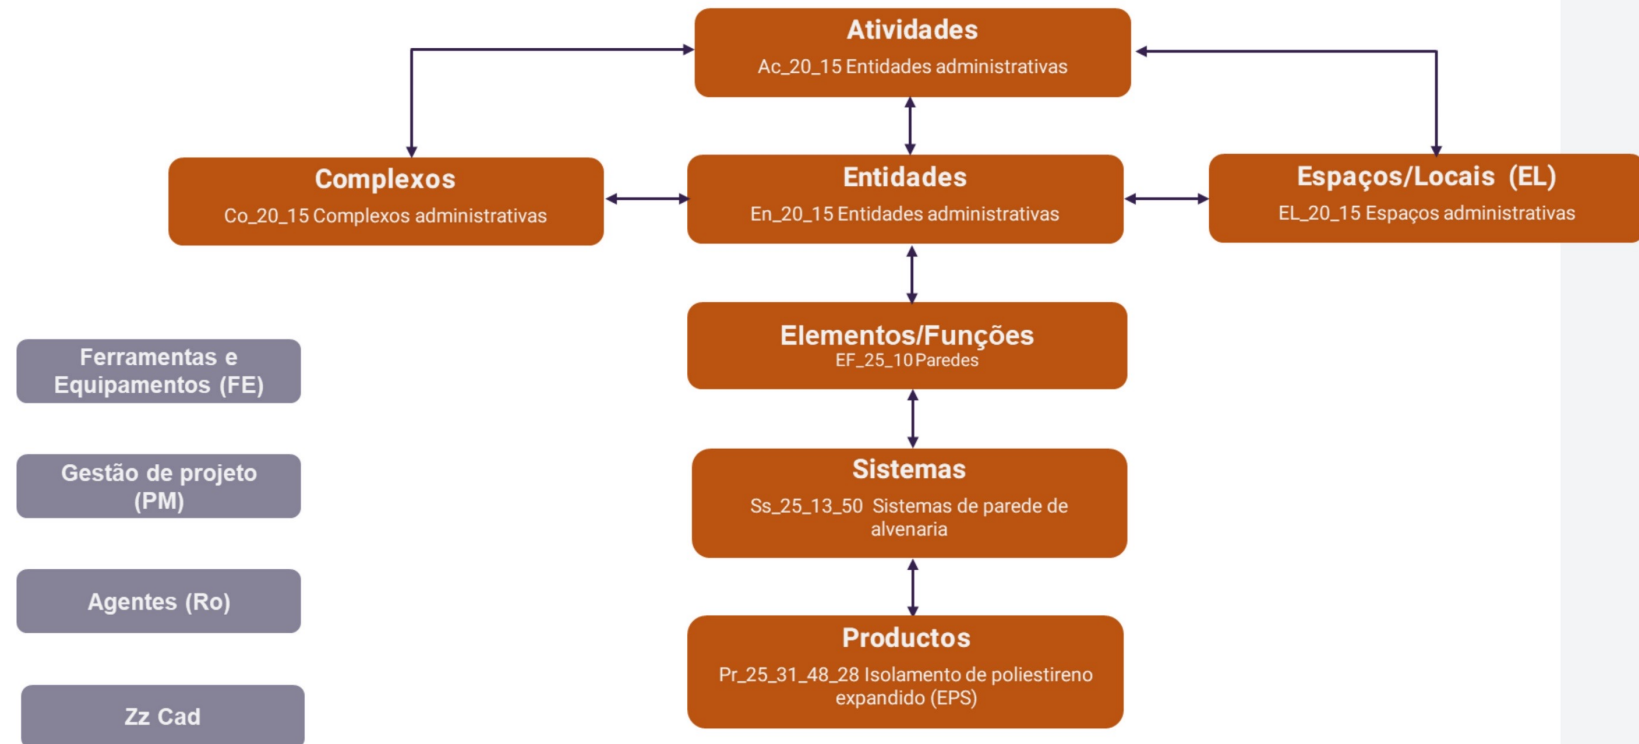 Atividades
Ac_20_15 Entidades administrativas
Complexos
Co_20_15 Complexos administrativas
Entidades
En_20_15 Entidades administrativas
Espaços/Locais (EL)
EL_20_15 Espaços administrativas
Elementos/Funções
EF_25_10 Paredes
Ferramentas e
Equipamentos (FE)
Sistemas
Ss_25_13_50 Sistemas de parede de
alvenaria
Gestão de projeto
(PM)
Agentes (Ro)
Productos
Pr_25_31_48_28 Isolamento de poliestireno
expandido (EPS)
Zz Cad